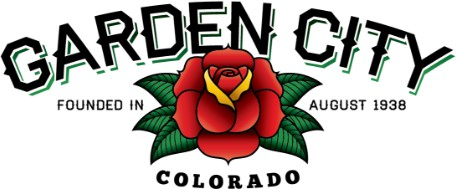 GARDEN CITY
FOUNDED IN AUGUST 1938
COLORADO